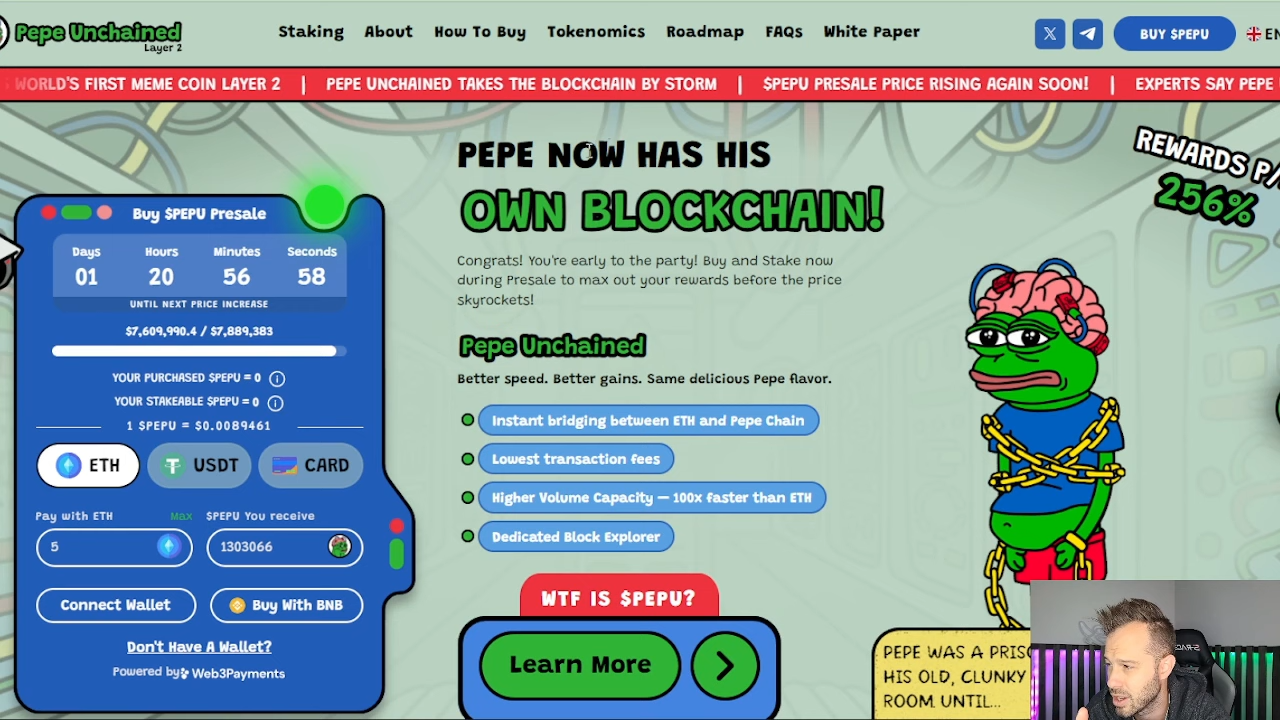 Pepe Unchained
Layer 2
Staking About How To Buy Tokenomics Roadmap FAQs White Paper
BUY $PEPU
EN
WORLD'S FIRST MEME COIN LAYER 2 | PEPE UNCHAINED TAKES THE BLOCKCHAIN BY STORM | $PEPU PRESALE PRICE RISING AGAIN SOON! | EXPERTS SAY PEPE
REWARDS P/
256%
Buy $PEPU Presale
Days Hours Minutes Seconds
01 20 56 58
UNTIL NEXT PRICE INCREASE
$7,609,990.4 / $7,889,383
YOUR PURCHASED $PEPU = 0
YOUR STAKEABLE $PEPU = 0
1 $PEPU = $0.0089461
ETH USDT CARD
Pay with ETH Max $PEPU You receive
5 1303066
Connect Wallet Buy With BNB
Don't Have A Wallet?
Powered by Web3Payments
PEPE NOW HAS HIS
OWN BLOCKCHAIN!
Congrats! You're early to the party! Buy and Stake now
during Presale to max out your rewards before the price
skyrockets!
Pepe Unchained
Better speed. Better gains. Same delicious Pepe flavor.
Instant bridging between ETH and Pepe Chain
Lowest transaction fees
Higher Volume Capacity — 100x faster than ETH
Dedicated Block Explorer
WTF IS $PEPU?
Learn More
PEPE WAS A PRISO
HIS OLD, CLUNKY
ROOM. UNTIL...